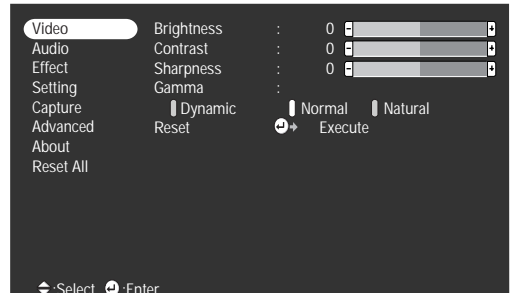 Video Brightness : 0
Audio Contrast : 0
Effect Sharpness : 0
Setting Gamma :
Capture Dynamic Normal Natural
Advanced Reset Execute
About
Reset All
:Select :Enter